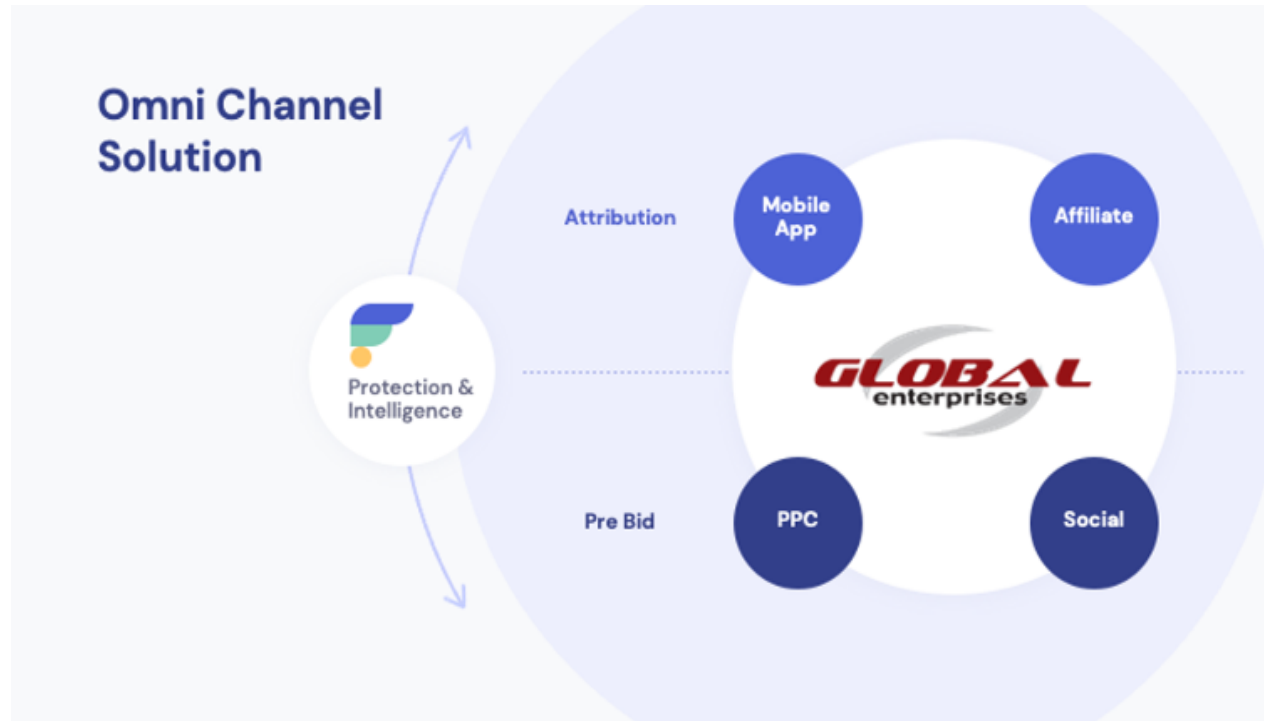 Omni Channel
Solution
Attribution
Mobile
App
Affiliate
Protection &
Intelligence
GLOBAL
enterprises
Pre Bid
PPC
Social